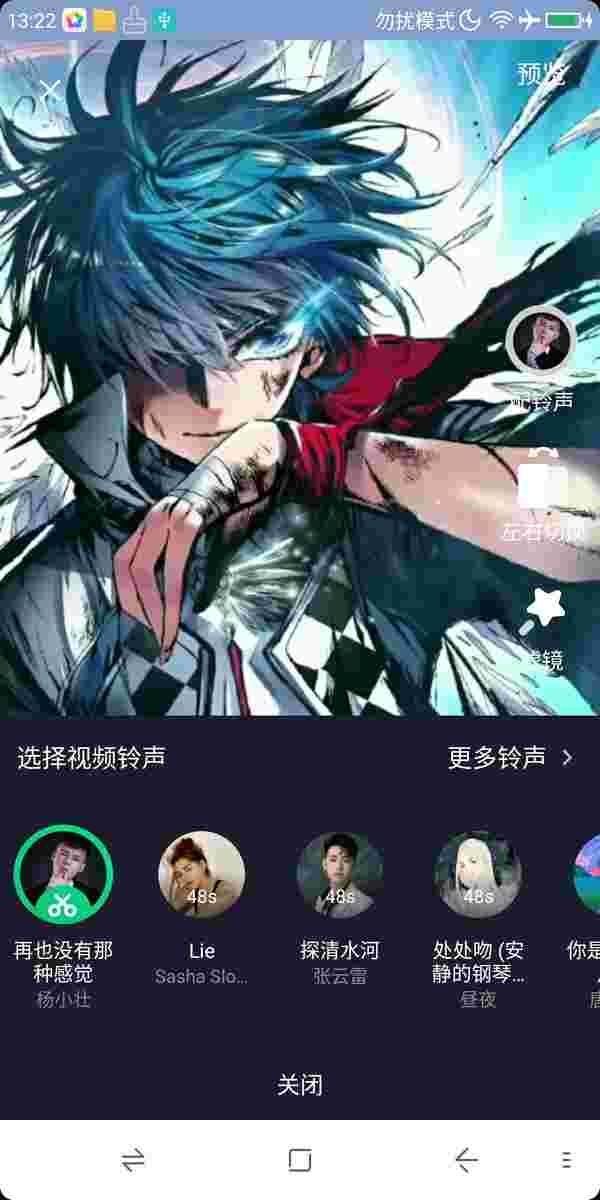 13:22
勿扰模式
预览
配铃声
左右切换
滤镜
选择视频铃声
更多铃声
48s
48s
48s
再也没有那
种感觉
杨小壮
Lie
Sasha Slo...
探清水河
张云雷
处处吻 (安
静的钢琴...
昼夜
你是
关闭